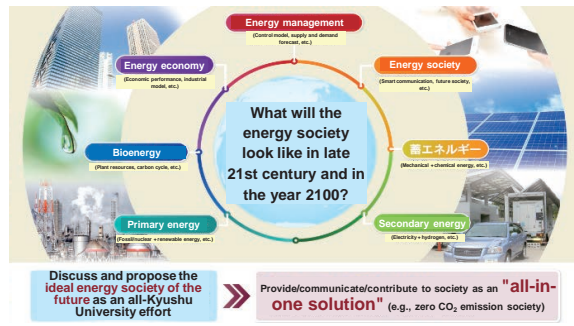 Energy management
(Control model, supply and demand
forecast, etc.)
Energy economy
(Economic performance, industrial
model, etc.)
Energy society
(Smart communication, future society,
etc.)
What will the
energy society
look like in late
21st century and in
the year 2100?
Bioenergy
(Plant resources, carbon cycle, etc.)
蓄エネルギー
(Mechanical + chemical energy, etc.)
Primary energy
(Fossil/nuclear + renewable energy, etc.)
Secondary energy
(Electricity + hydrogen, etc.)
Discuss and propose the
ideal energy society of the
future as an all-Kyushu
University effort
Provide/communicate/contribute to society as an "all-in-
one solution" (e.g., zero CO₂ emission society)